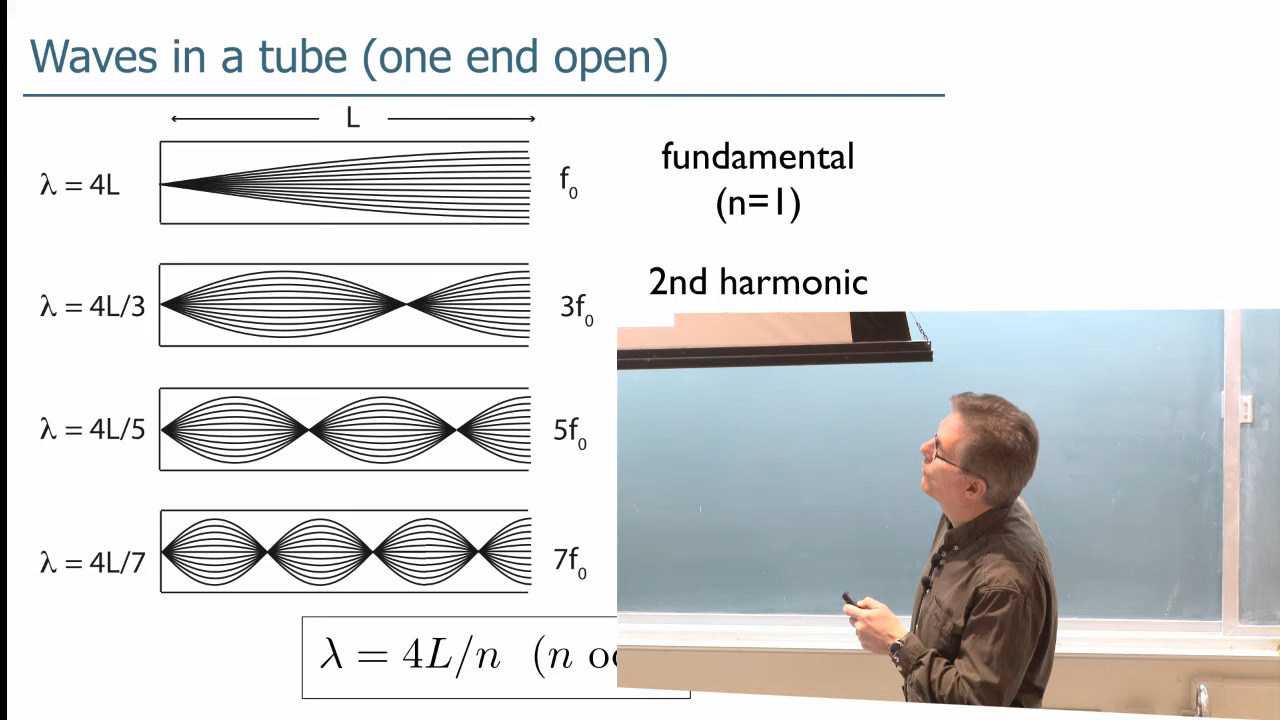 Waves in a tube (one end open)
L
λ = 4L
f₀
fundamental
(n=1)
λ = 4L/3
3f₀
2nd harmonic
λ = 4L/5
5f₀
λ = 4L/7
7f₀
λ = 4L/n (n